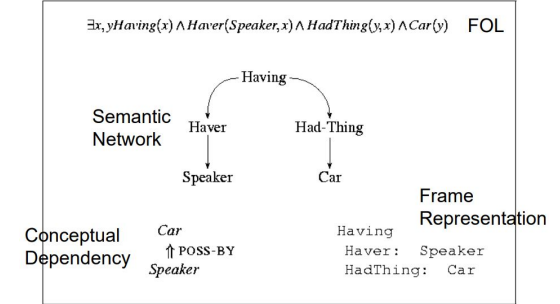 ∃x,yHaving(x) ∧ Haver(Speaker,x) ∧ HadThing(y,x) ∧ Car(y) FOL
Having
Semantic
Network
Haver Had-Thing
Speaker Car
Frame
Representation
Conceptual
Dependency
Car
⇑ POSS-BY
Speaker
Having
Haver: Speaker
HadThing: Car